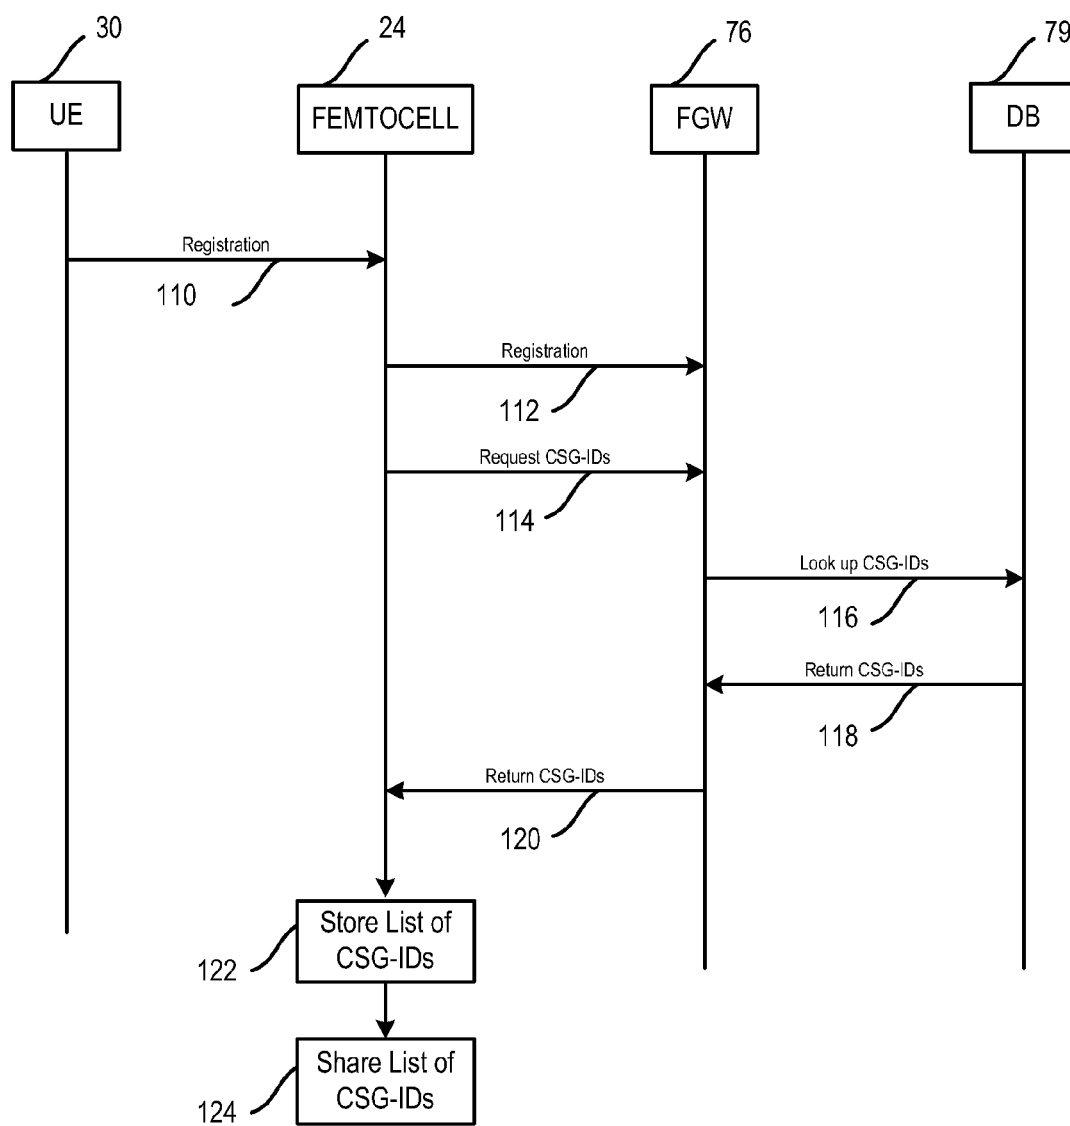 30
24
76
79
UE
FEMTOCELL
FGW
DB
Registration
110
Registration
112
Request CSG-IDs
114
Look up CSG-IDs
116
Return CSG-IDs
118
Return CSG-IDs
120
Store List of
CSG-IDs
122
Share List of
CSG-IDs
124